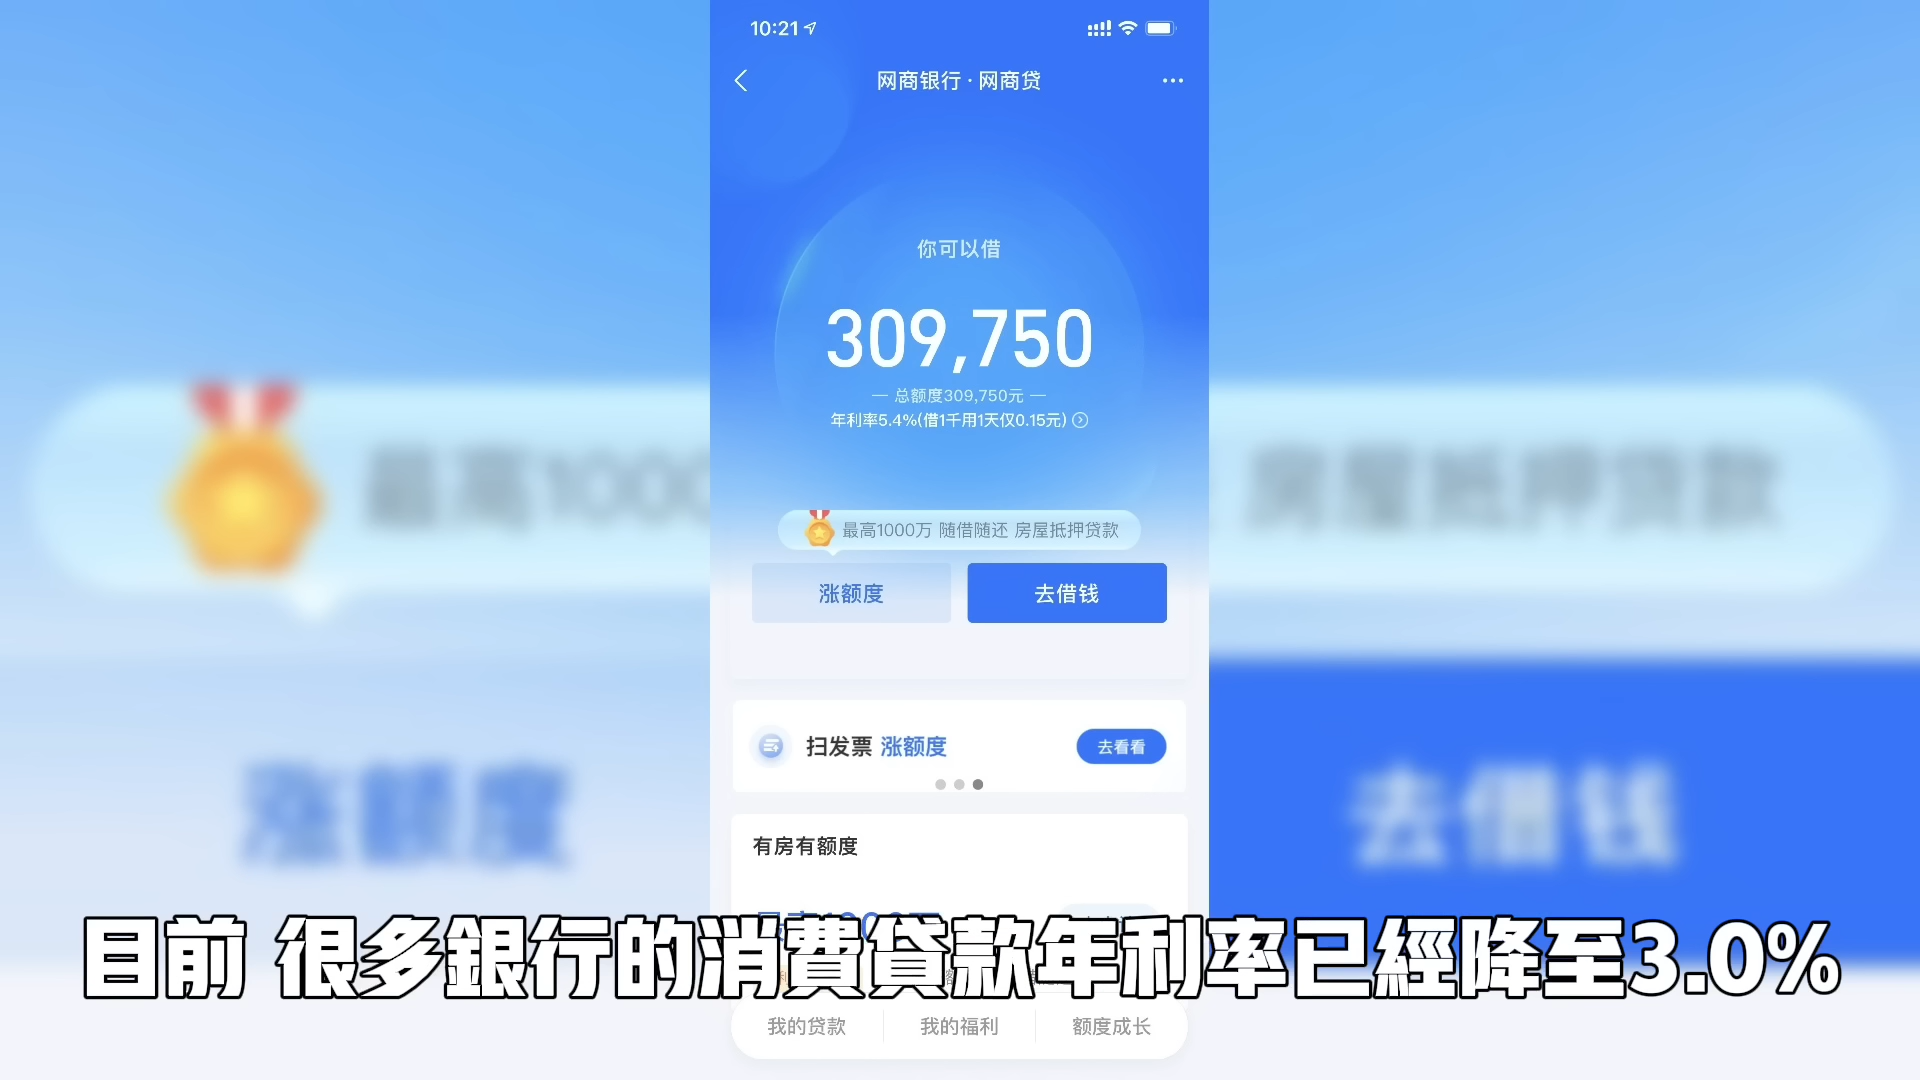 10:21
网商银行·网商贷
你可以借
309,750
总额度309,750元
年利率5.4%(借1千用1天仅0.15元)
最高1000万 随借随还 房屋抵押贷款
涨额度
去借钱
扫发票 涨额度
去看看
有房有额度
目前 很多銀行的消費貸款年利率已經降至3.0%
我的贷款
我的福利
额度成长